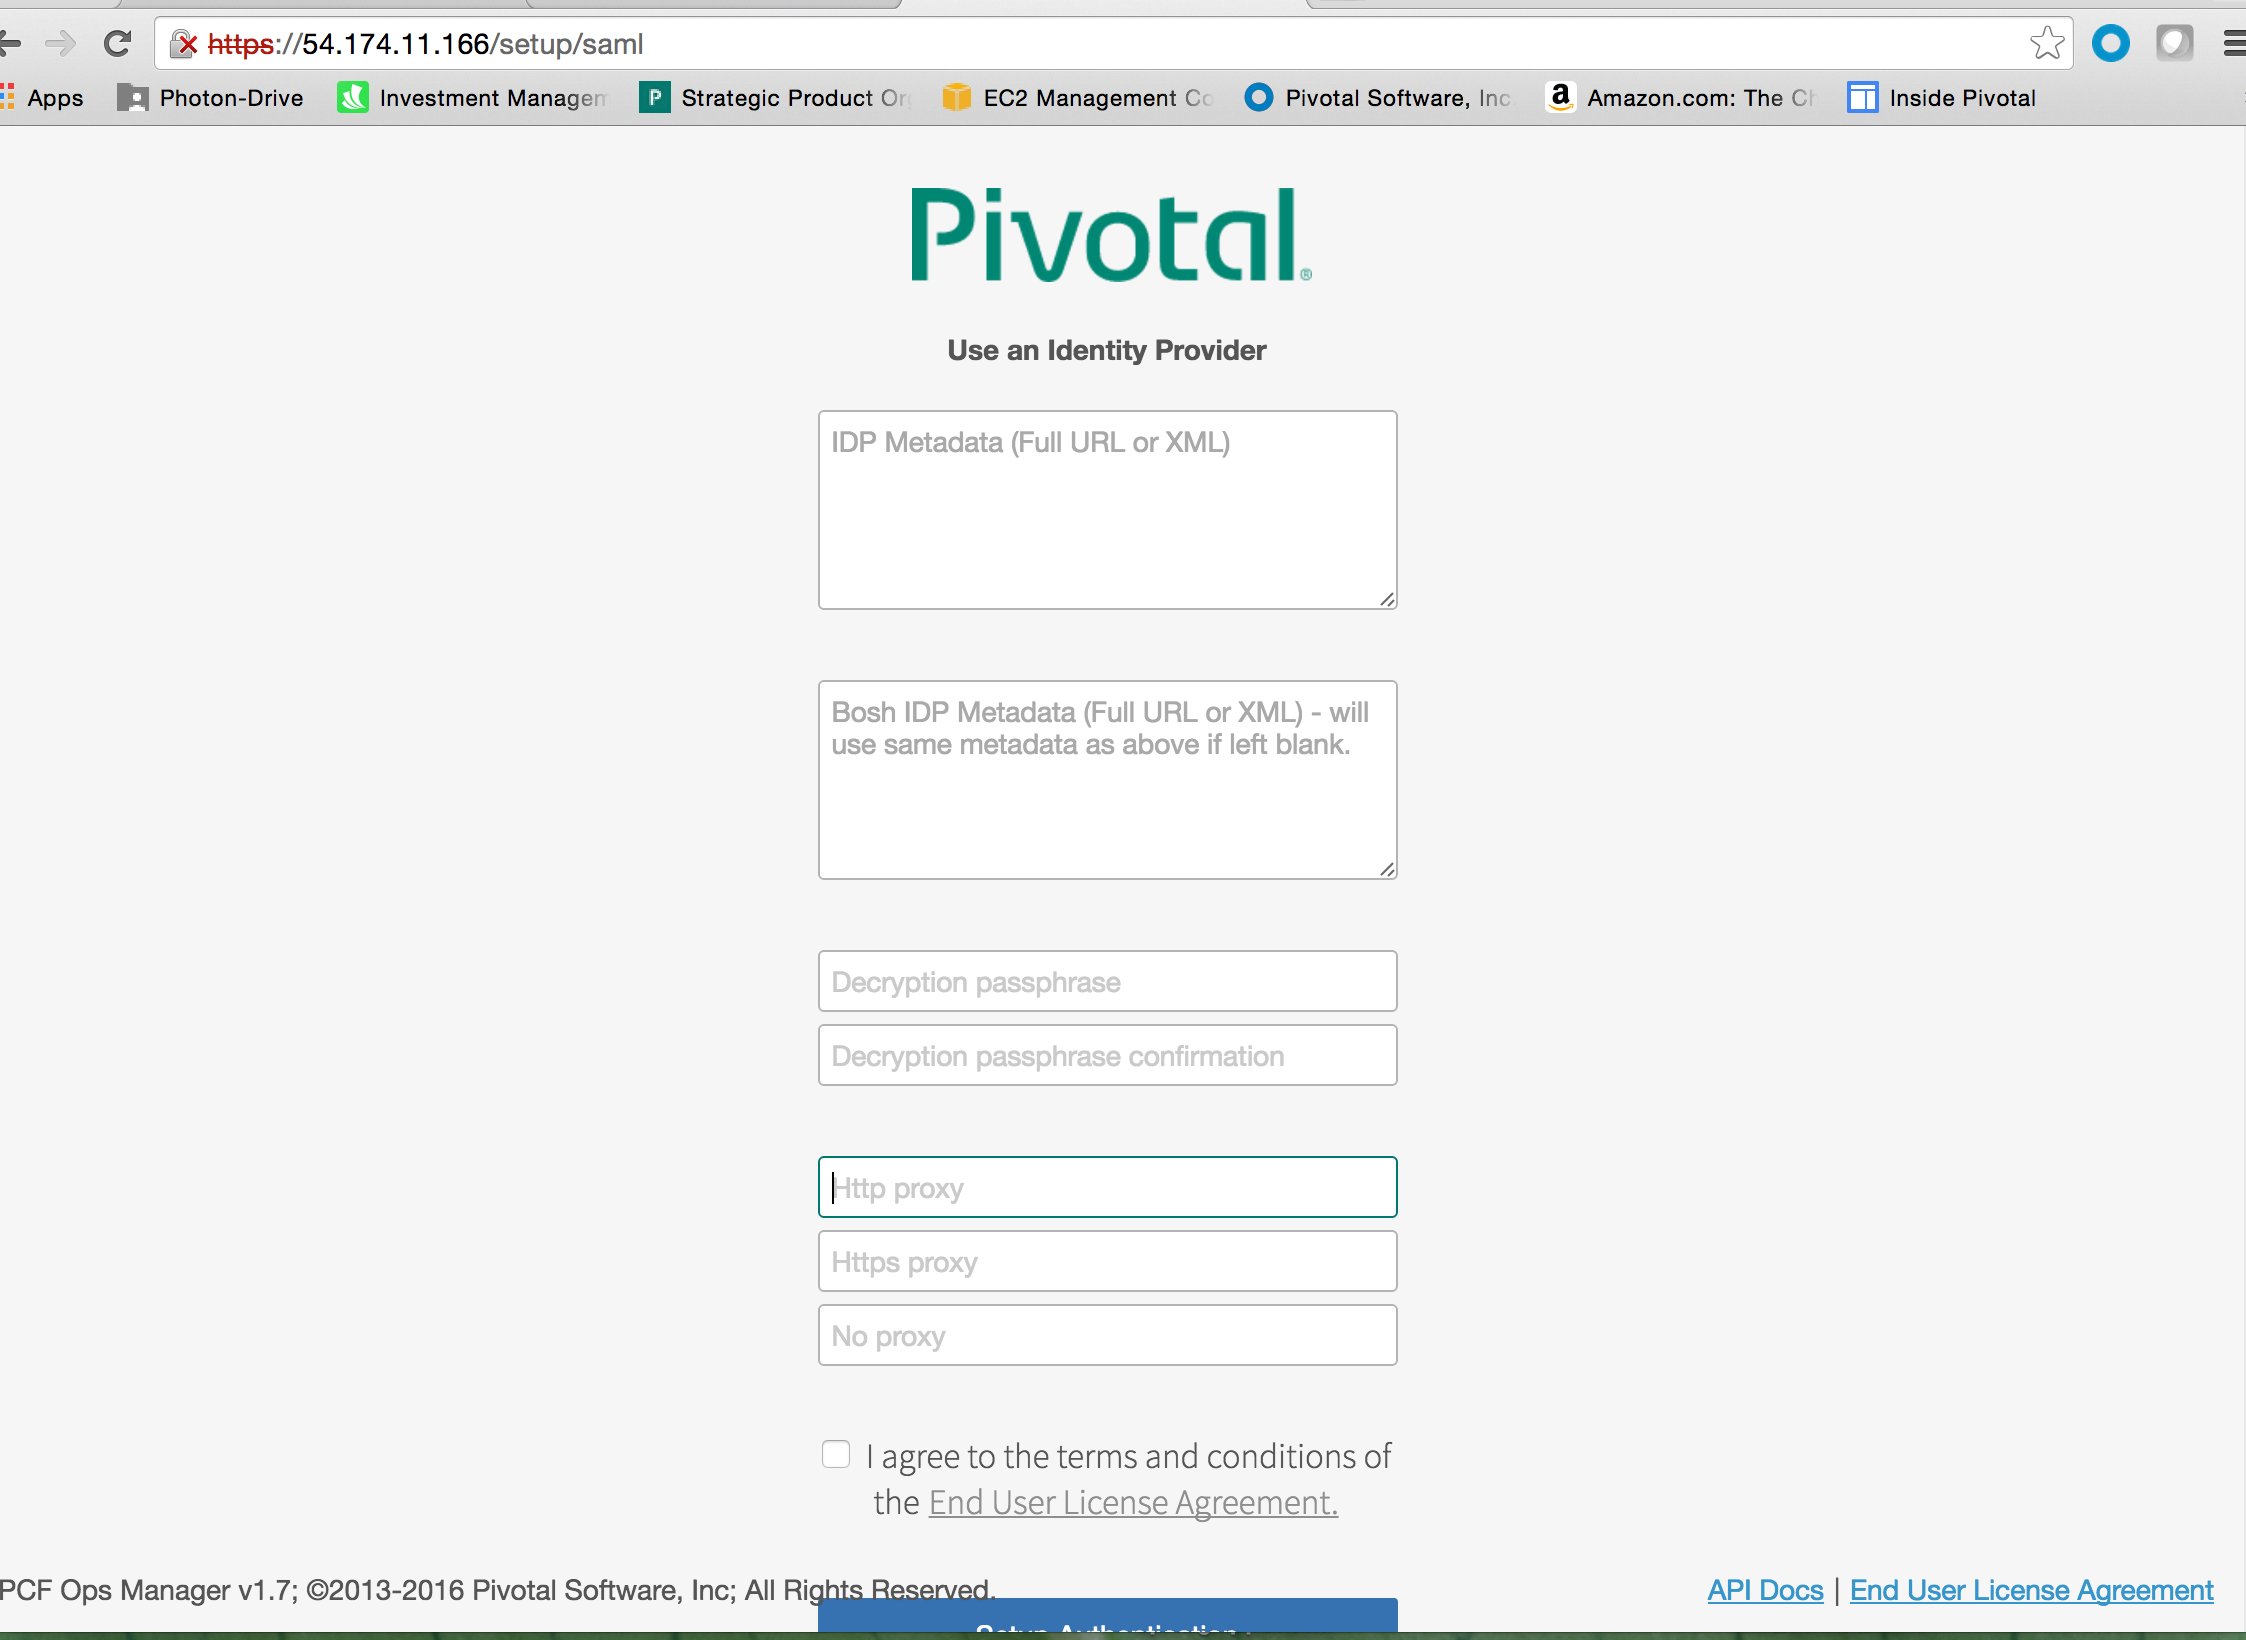 https://54.174.11.166/setup/saml
Apps
Photon-Drive
Investment Managem
Strategic Product Org
EC2 Management Co
Pivotal Software, Inc
Amazon.com: The Ch
Inside Pivotal
Pivotal®
Use an Identity Provider
IDP Metadata (Full URL or XML)
Bosh IDP Metadata (Full URL or XML) - will
use same metadata as above if left blank.
Decryption passphrase
Decryption passphrase confirmation
Http proxy
Https proxy
No proxy
I agree to the terms and conditions of
the End User License Agreement.
PCF Ops Manager v1.7; ©2013-2016 Pivotal Software, Inc; All Rights Reserved.
API Docs | End User License Agreement
Setup Authentication